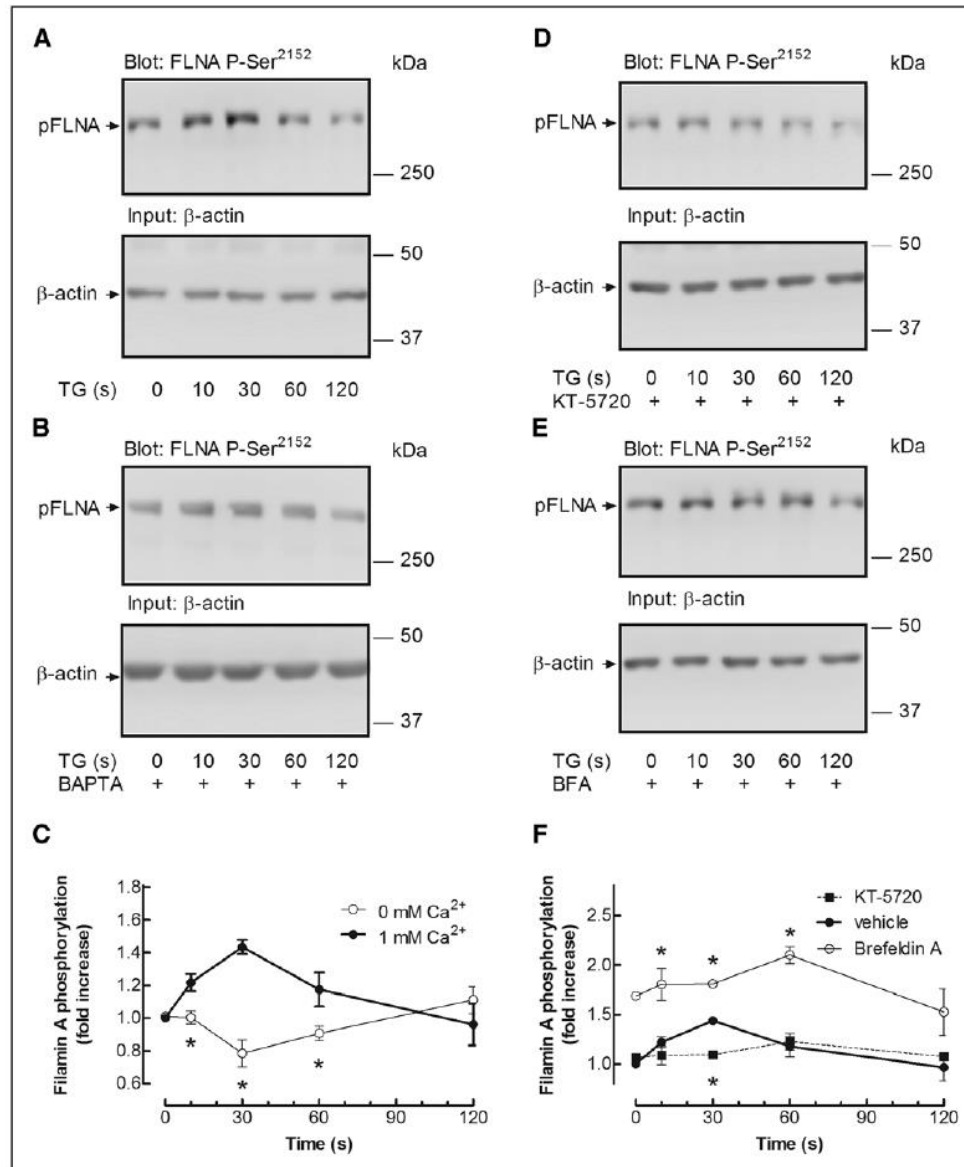 A
Blot: FLNA P-Ser2152
kDa
pFLNA
250
Input: β-actin
50
β-actin
37
TG (s) 0 10 30 60 120
B
Blot: FLNA P-Ser2152
kDa
pFLNA
250
Input: β-actin
50
β-actin
37
TG (s) 0 10 30 60 120
BAPTA + + + + +
C
Filamin A phosphorylation
(fold increase)
1.8
1.6
1.4
1.2
1.0
0.8
0.6
0 mM Ca2+
1 mM Ca2+
*
*
*
0 30 60 90 120
Time (s)
D
Blot: FLNA P-Ser2152
kDa
pFLNA
250
Input: β-actin
50
β-actin
37
TG (s) 0 10 30 60 120
KT-5720 + + + + +
E
Blot: FLNA P-Ser2152
kDa
pFLNA
250
Input: β-actin
50
β-actin
37
TG (s) 0 10 30 60 120
BFA + + + + +
F
Filamin A phosphorylation
(fold increase)
2.5
2.0
1.5
1.0
KT-5720
vehicle
Brefeldin A
*
*
*
*
0 30 60 90 120
Time (s)